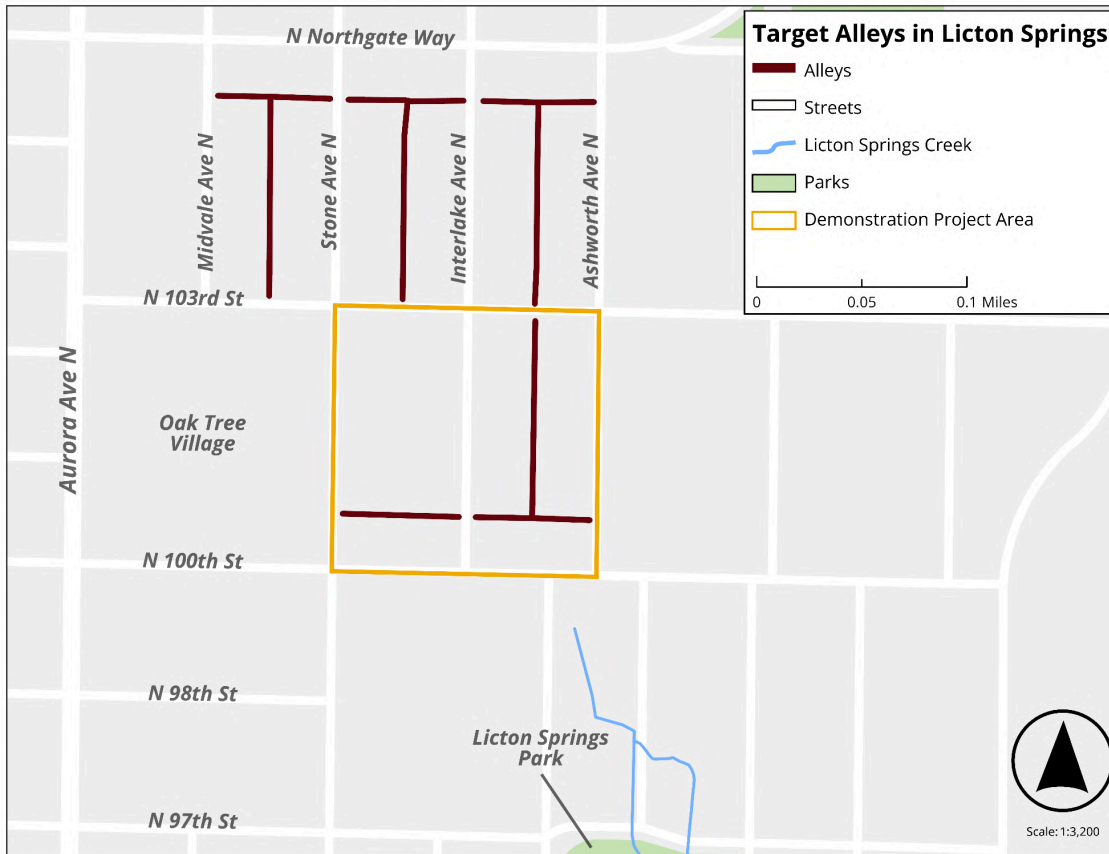 N Northgate Way
Target Alleys in Licton Springs
Alleys
Streets
Licton Springs Creek
Parks
Demonstration Project Area
0 0.05 0.1 Miles
Midvale Ave N
Stone Ave N
Interlake Ave N
Ashworth Ave N
N 103rd St
Aurora Ave N
Oak Tree
Village
N 100th St
N 98th St
Licton Springs
Park
N 97th St
Scale: 1:3,200